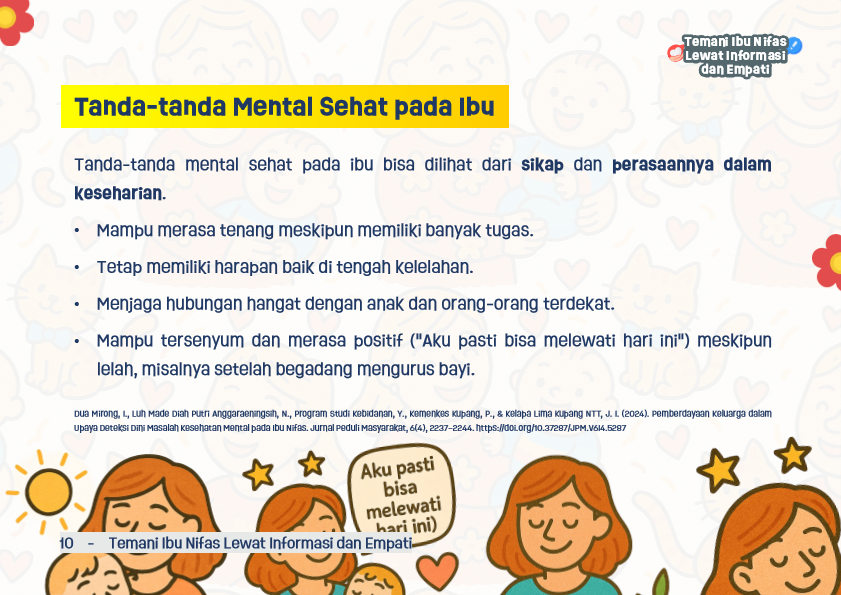 Temani Ibu Nifas
Lewat Informasi
dan Empati
Tanda-tanda Mental Sehat pada Ibu
Tanda-tanda mental sehat pada ibu bisa dilihat dari sikap dan perasaannya dalam
keseharian.
• Mampu merasa tenang meskipun memiliki banyak tugas.
• Tetap memiliki harapan baik di tengah kelelahan.
• Menjaga hubungan hangat dengan anak dan orang-orang terdekat.
• Mampu tersenyum dan merasa positif ("Aku pasti bisa melewati hari ini") meskipun
lelah, misalnya setelah begadang mengurus bayi.
Dua Mirong, I., Luh Made Diah Putri Anggaraeningsih, N., Program Studi Kebidanan, Y., Kemenkes Kupang, P., & Kelapa Lima Kupang NTT, J. I. (2024). Pemberdayaan Keluarga dalam
Upaya Deteksi Dini Masalah Kesehatan Mental pada Ibu Nifas. Jurnal Peduli Masyarakat, 6(4), 2237–2244. https://doi.org/10.37287/JPM.V6I4.5287
Aku pasti
bisa
melewati
hari ini)
10 - Temani Ibu Nifas Lewat Informasi dan Empati